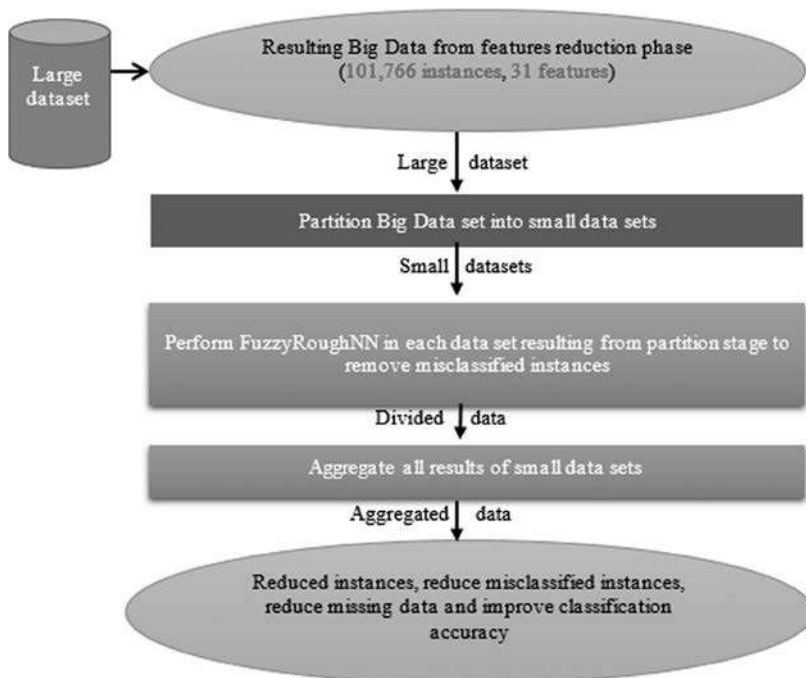 Large
dataset
Resulting Big Data from features reduction phase
(101,766 instances, 31 features)
Large dataset
Partition Big Data set into small data sets
Small datasets
Perform FuzzyRoughNN in each data set resulting from partition stage to
remove misclassified instances
Divided data
Aggregate all results of small data sets
Aggregated data
Reduced instances, reduce misclassified instances,
reduce missing data and improve classification
accuracy